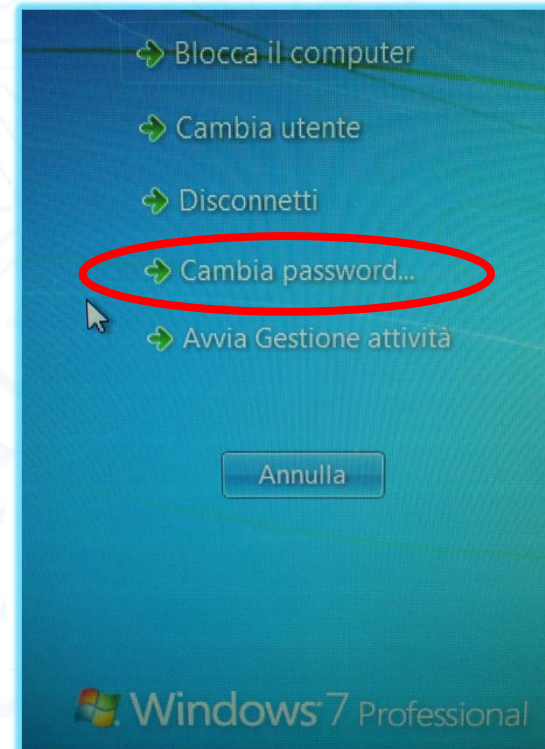 Blocca il computer
Cambia utente
Disconnetti
Cambia password...
Avvia Gestione attività
Annulla
Windows 7 Professional